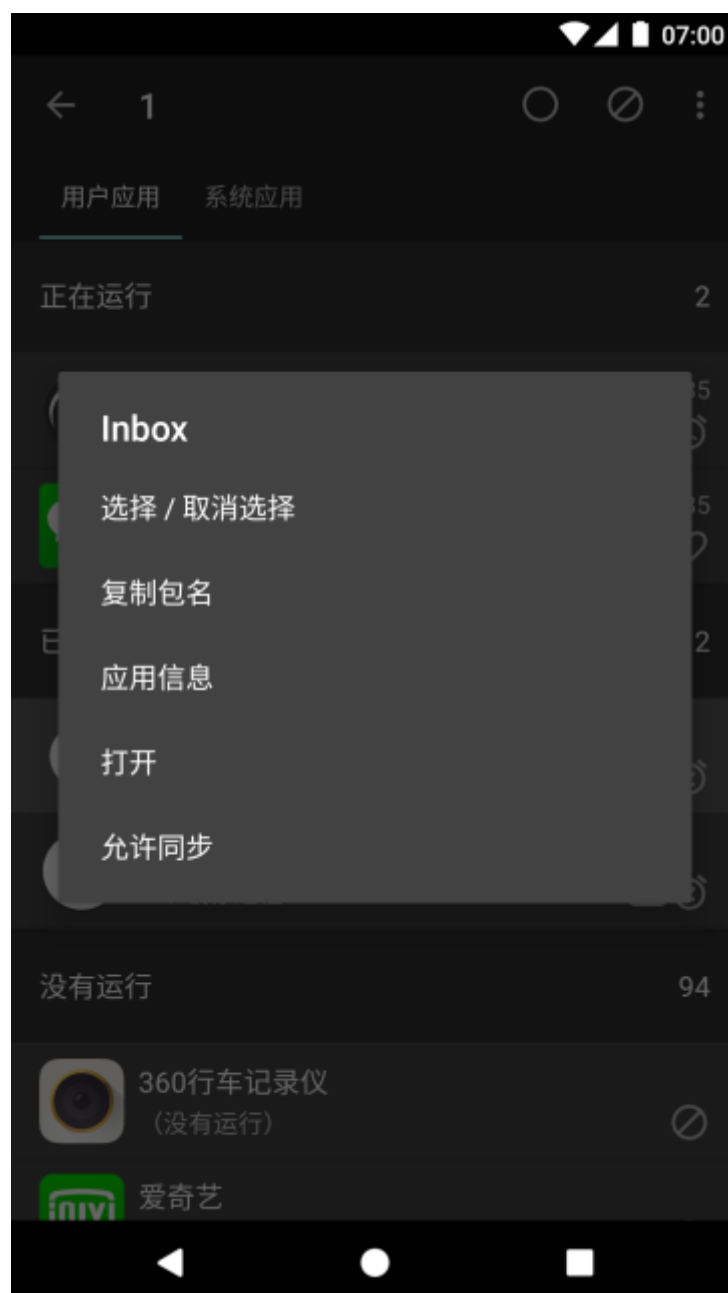 07:00
1
用户应用 系统应用
正在运行 2
35
Inbox
选择 / 取消选择
35
复制包名
已 2
应用信息
打开
允许同步
没有运行 94
360行车记录仪
（没有运行）
爱奇艺